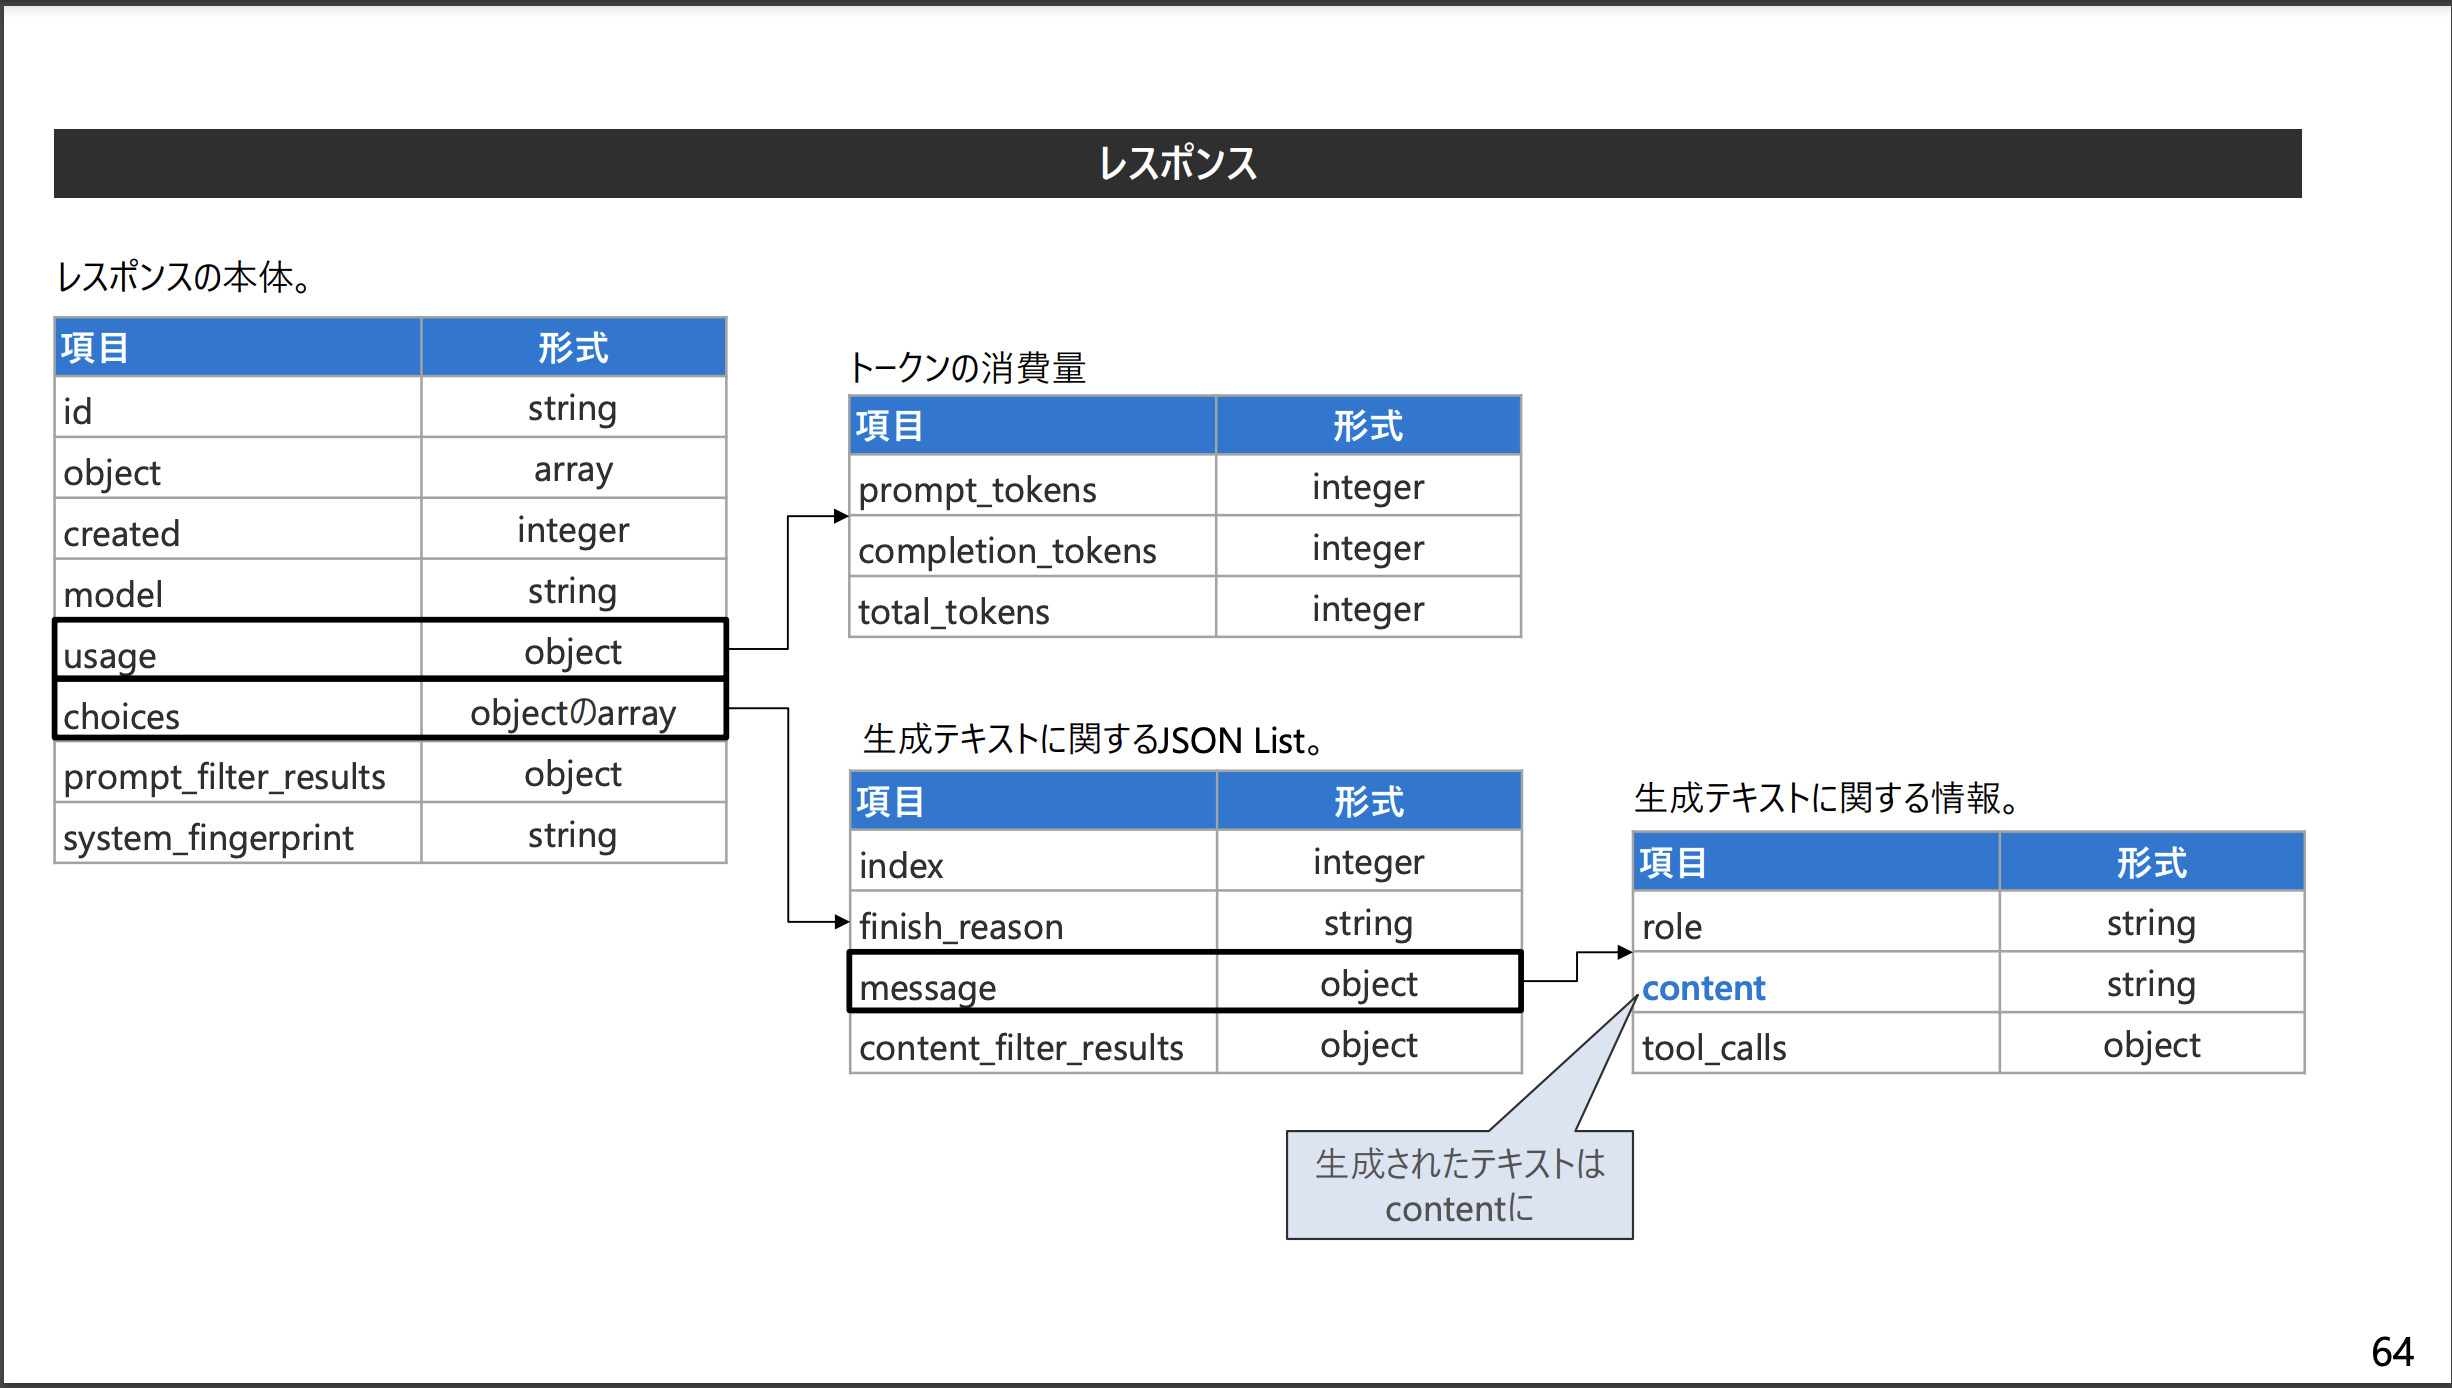 レスポンス
レスポンスの本体。
項目 形式
id string
object array
created integer
model string
usage object
choices objectのarray
prompt_filter_results object
system_fingerprint string
トークンの消費量
項目 形式
prompt_tokens integer
completion_tokens integer
total_tokens integer
生成テキストに関するJSON List。
項目 形式
index integer
finish_reason string
message object
content_filter_results object
生成テキストに関する情報。
項目 形式
role string
content string
tool_calls object
生成されたテキストは
contentに
64